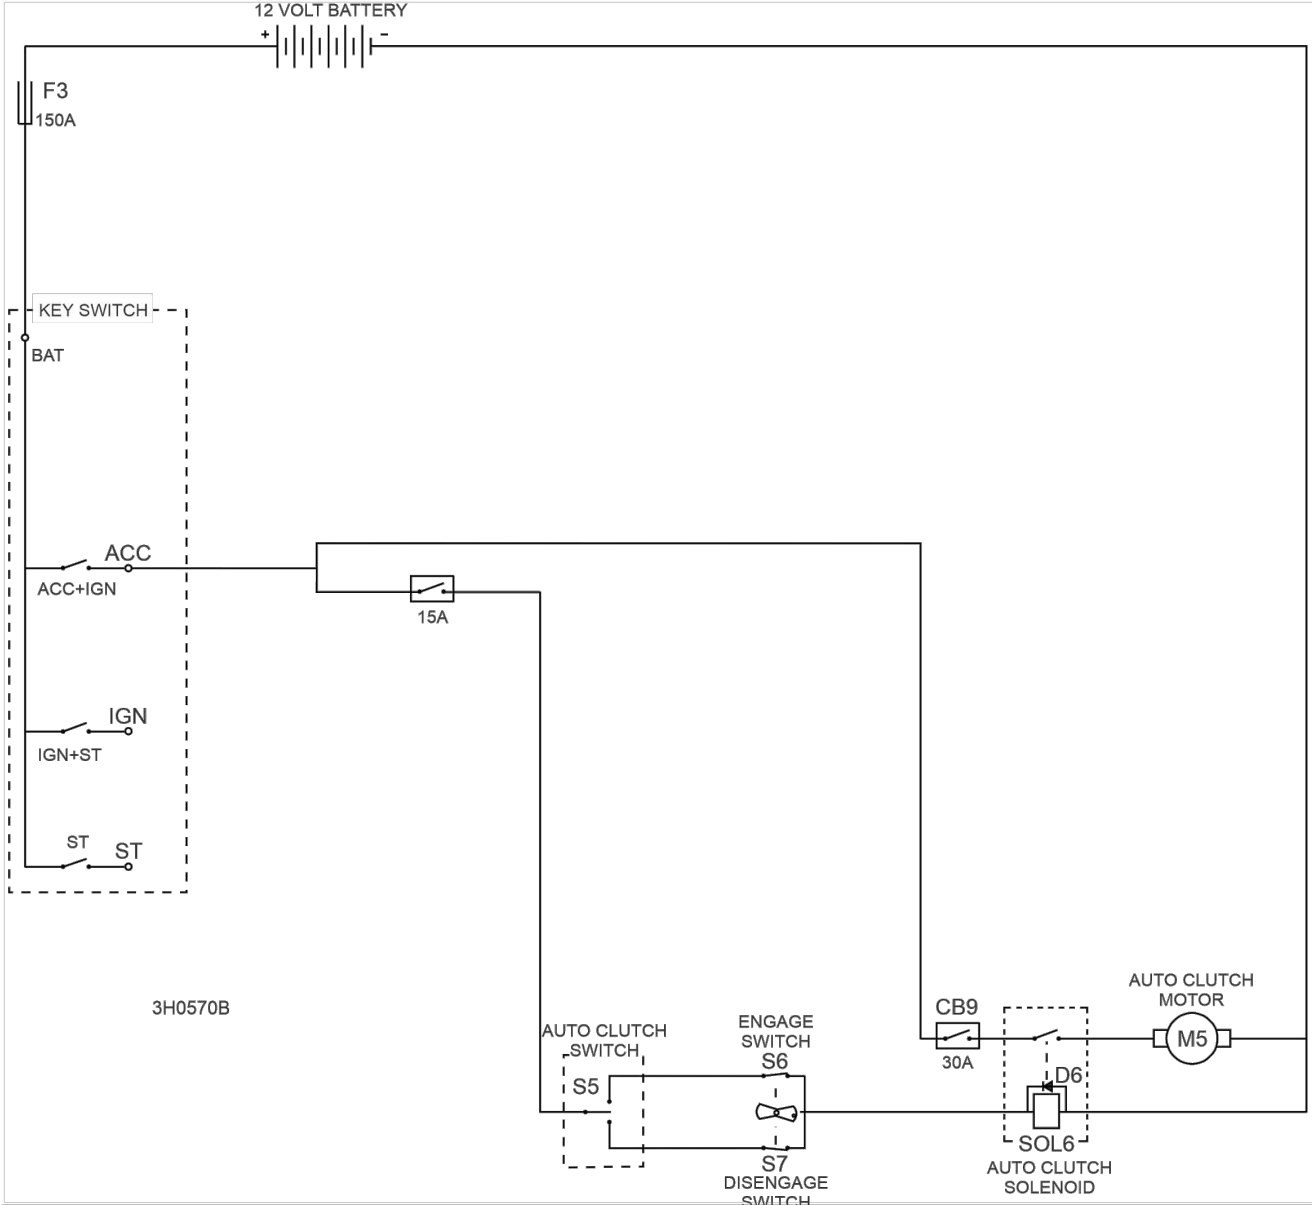 12 VOLT BATTERY
+ -
F3
150A
KEY SWITCH
BAT
ACC
ACC+IGN
15A
IGN
IGN+ST
ST
ST
3H0570B
AUTO CLUTCH
SWITCH
S5
ENGAGE
SWITCH
S6
S7
DISENGAGE
SWITCH
CB9
30A
AUTO CLUTCH
MOTOR
M5
D6
SOL6
AUTO CLUTCH
SOLENOID